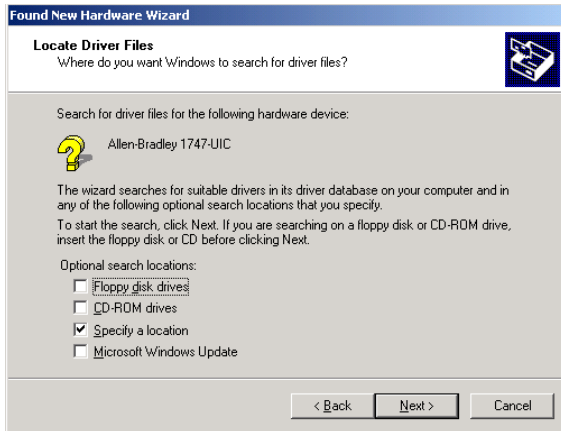 Found New Hardware Wizard
Locate Driver Files
Where do you want Windows to search for driver files?
Search for driver files for the following hardware device:
Allen-Bradley 1747-UIC
The wizard searches for suitable drivers in its driver database on your computer and in
any of the following optional search locations that you specify.
To start the search, click Next. If you are searching on a floppy disk or CD-ROM drive,
insert the floppy disk or CD before clicking Next.
Optional search locations:
Floppy disk drives
CD-ROM drives
Specify a location
Microsoft Windows Update
< Back Next > Cancel